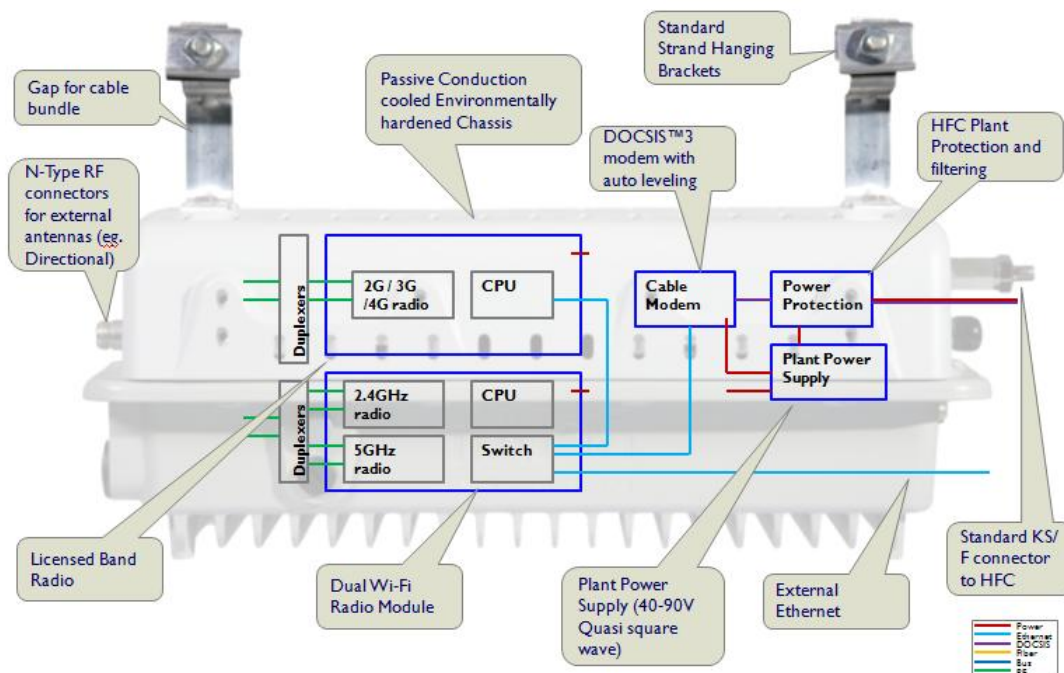 Gap for cable
bundle
Passive Conduction
cooled Environmentally
hardened Chassis
Standard
Strand Hanging
Brackets
DOCSIS™3
modem with
auto leveling
HFC Plant
Protection and
filtering
N-Type RF
connectors
for external
antennas (eg.
Directional)
Duplexers
2G / 3G
/4G radio
CPU
Cable
Modem
Power
Protection
Plant Power
Supply
Duplexers
2.4GHz
radio
CPU
5GHz
radio
Switch
Licensed Band
Radio
Dual Wi-Fi
Radio Module
Plant Power
Supply (40-90V
Quasi square
wave)
External
Ethernet
Standard KS/
F connector
to HFC
Power
Ethernet
DOCSIS
Fiber
Bus